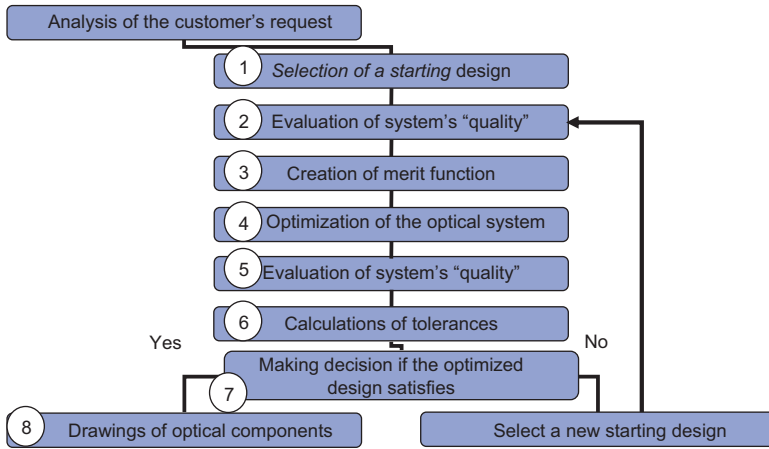 Analysis of the customer's request
1 Selection of a starting design
2 Evaluation of system's “quality”
3 Creation of merit function
4 Optimization of the optical system
5 Evaluation of system's “quality”
6 Calculations of tolerances
Yes
No
Making decision if the optimized
7 design satisfies
8 Drawings of optical components
Select a new starting design